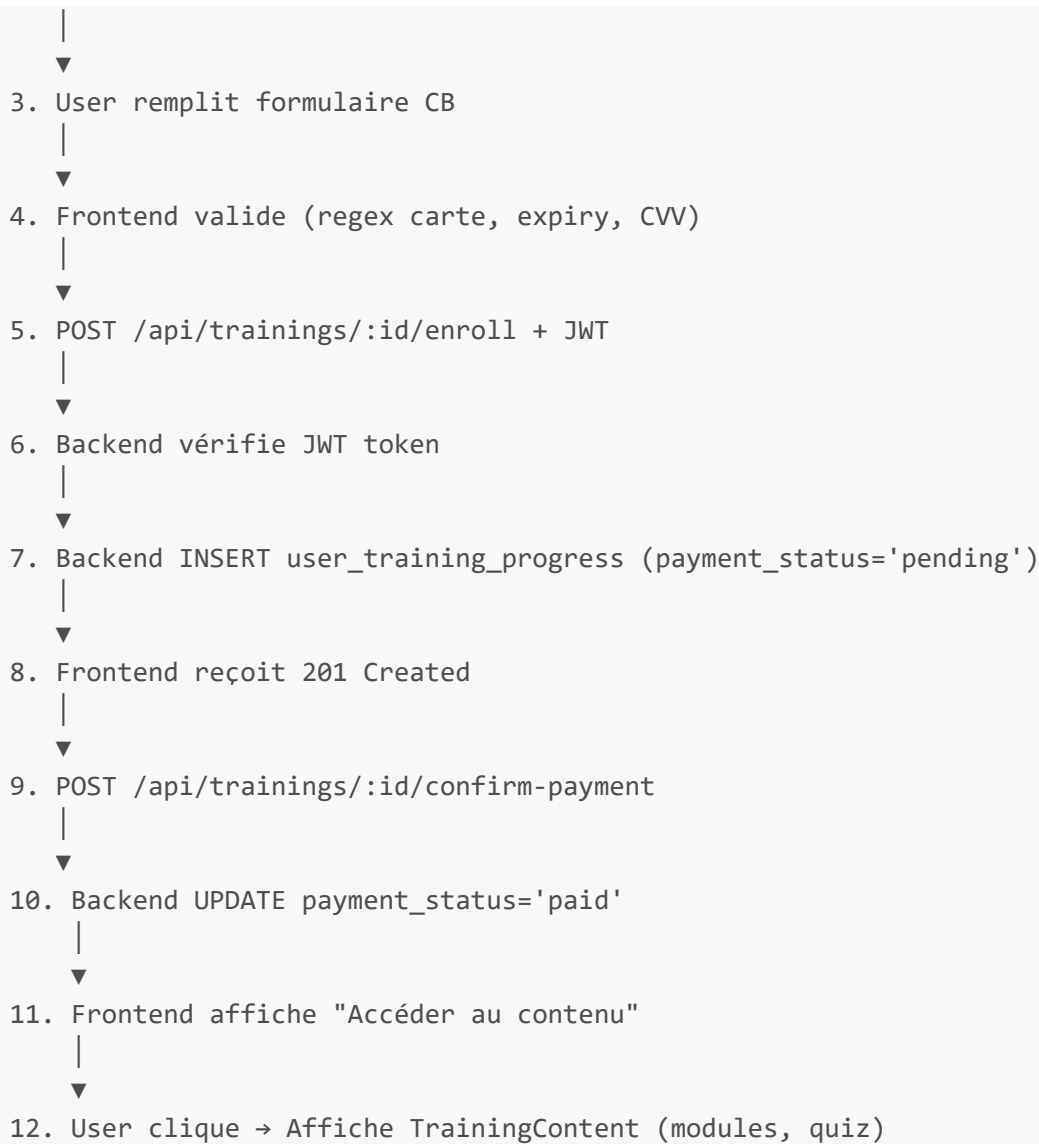 │
▼
3. User remplit formulaire CB
│
▼
4. Frontend valide (regex carte, expiry, CVV)
│
▼
5. POST /api/trainings/:id/enroll + JWT
│
▼
6. Backend vérifie JWT token
│
▼
7. Backend INSERT user_training_progress (payment_status='pending')
│
▼
8. Frontend reçoit 201 Created
│
▼
9. POST /api/trainings/:id/confirm-payment
│
▼
10. Backend UPDATE payment_status='paid'
│
▼
11. Frontend affiche "Accéder au contenu"
│
▼
12. User clique → Affiche TrainingContent (modules, quiz)